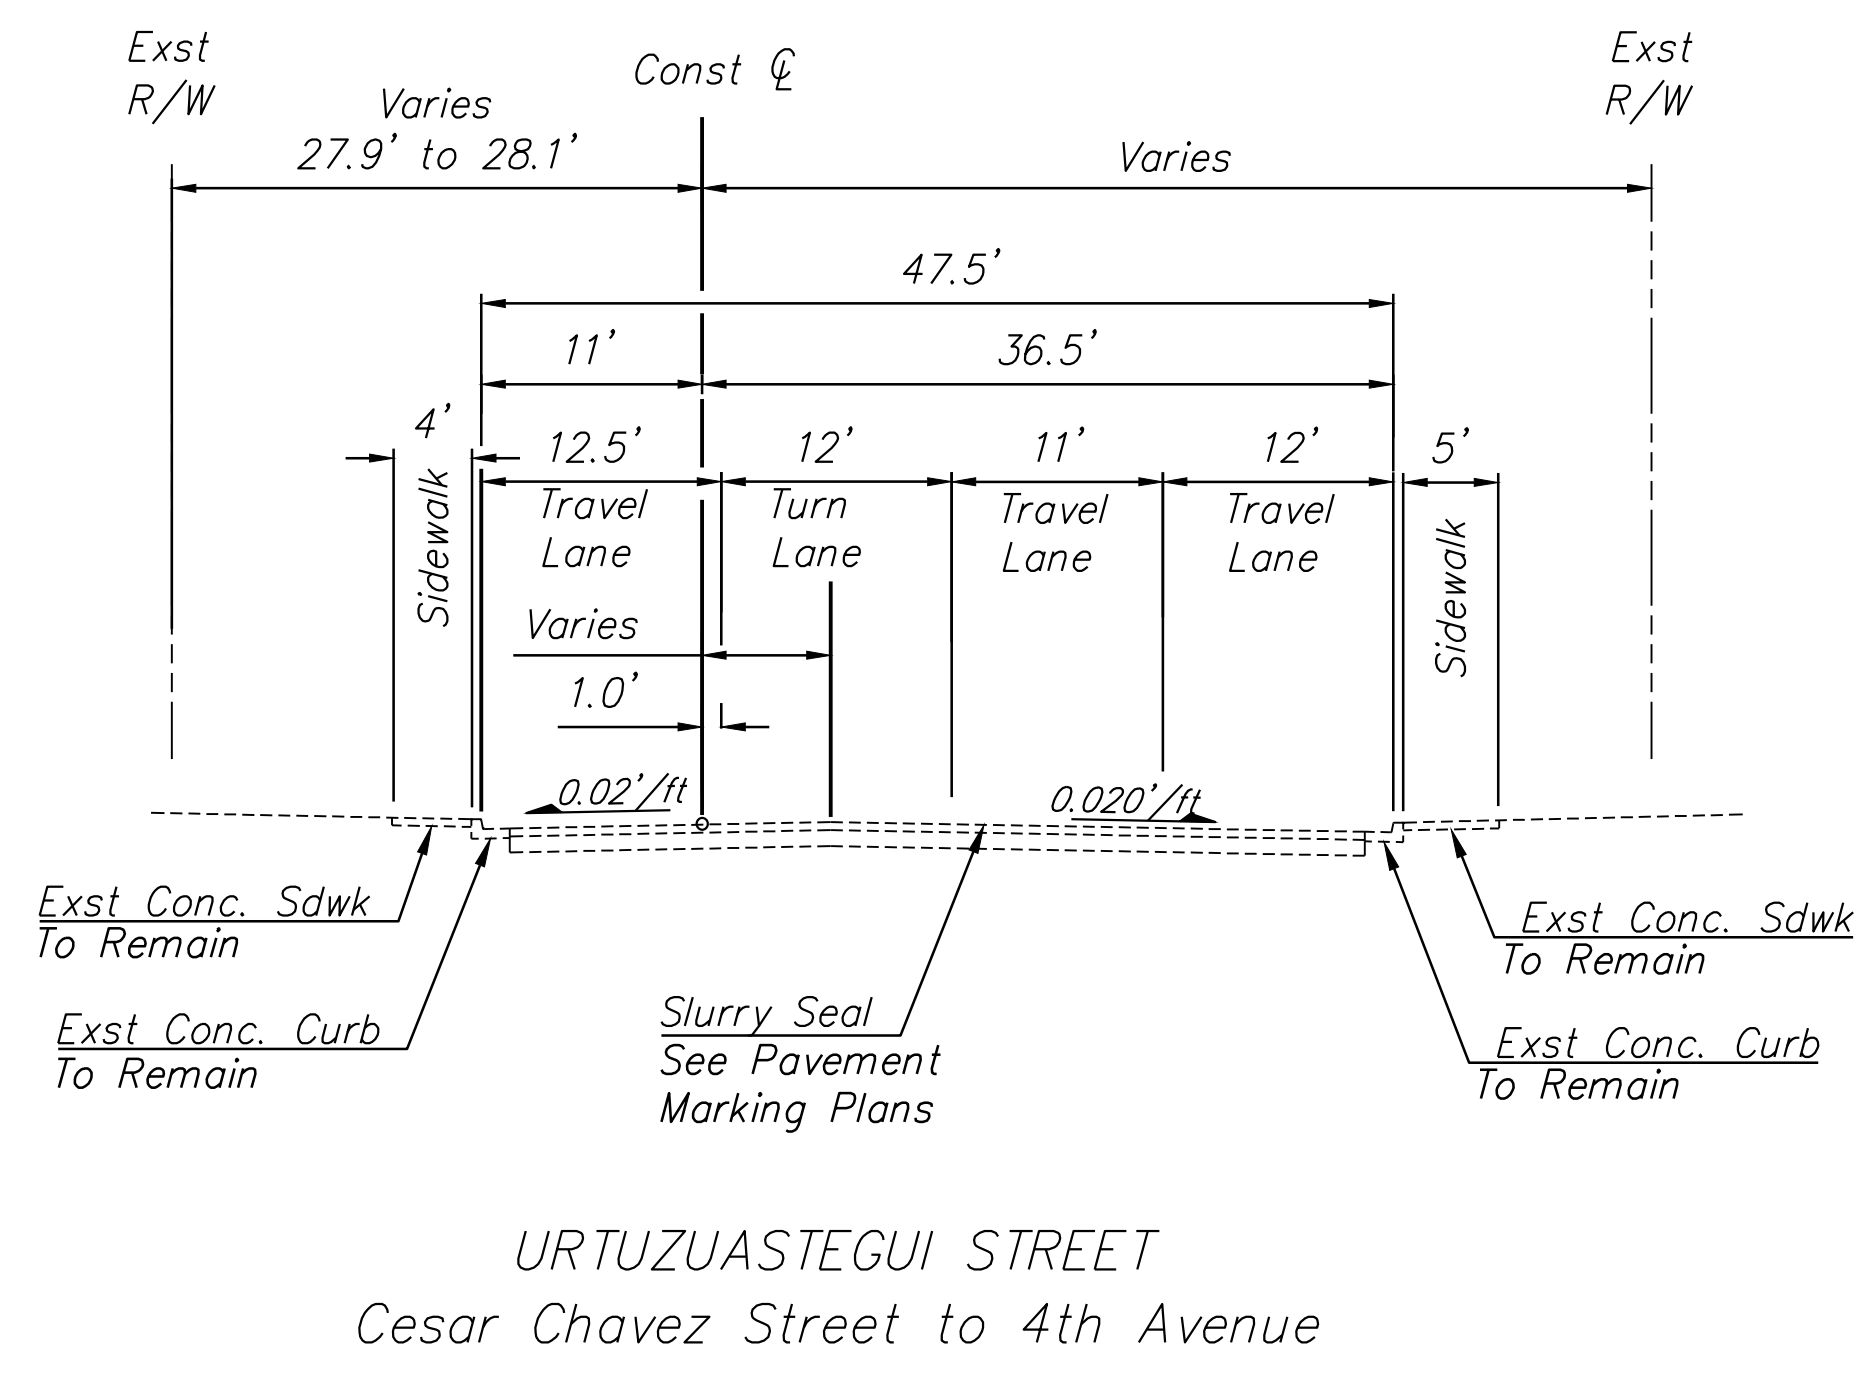 Exst
R/W
Const ℄
Exst
R/W
Varies
27.9' to 28.1'
Varies
47.5'
11'
36.5'
4'
12.5'
12'
11'
12'
5'
Sidewalk
Travel
Lane
Turn
Lane
Travel
Lane
Travel
Lane
Sidewalk
Varies
1.0'
0.02'/ft
0.020'/ft
Exst Conc. Sdwk
To Remain
Exst Conc. Curb
To Remain
Slurry Seal
See Pavement
Marking Plans
Exst Conc. Sdwk
To Remain
Exst Conc. Curb
To Remain
URTUZUASTEGUI STREET
Cesar Chavez Street to 4th Avenue